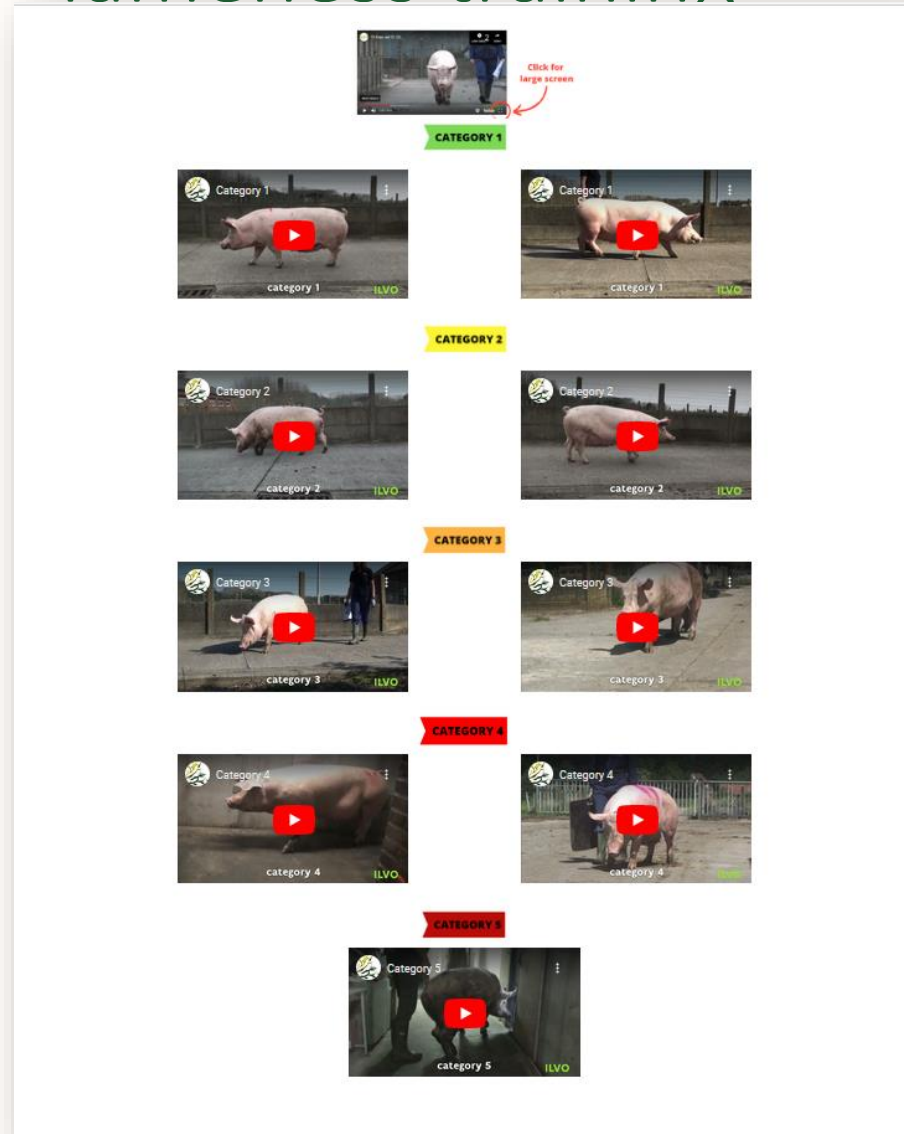 Click for
large screen
CATEGORY 1
Category 1
category 1
ILVO
Category 1
category 1
ILVO
CATEGORY 2
Category 2
category 2
ILVO
Category 2
category 2
ILVO
CATEGORY 3
Category 3
category 3
ILVO
Category 3
category 3
ILVO
CATEGORY 4
Category 4
category 4
ILVO
Category 4
category 4
ILVO
CATEGORY 5
Category 5
category 5
ILVO